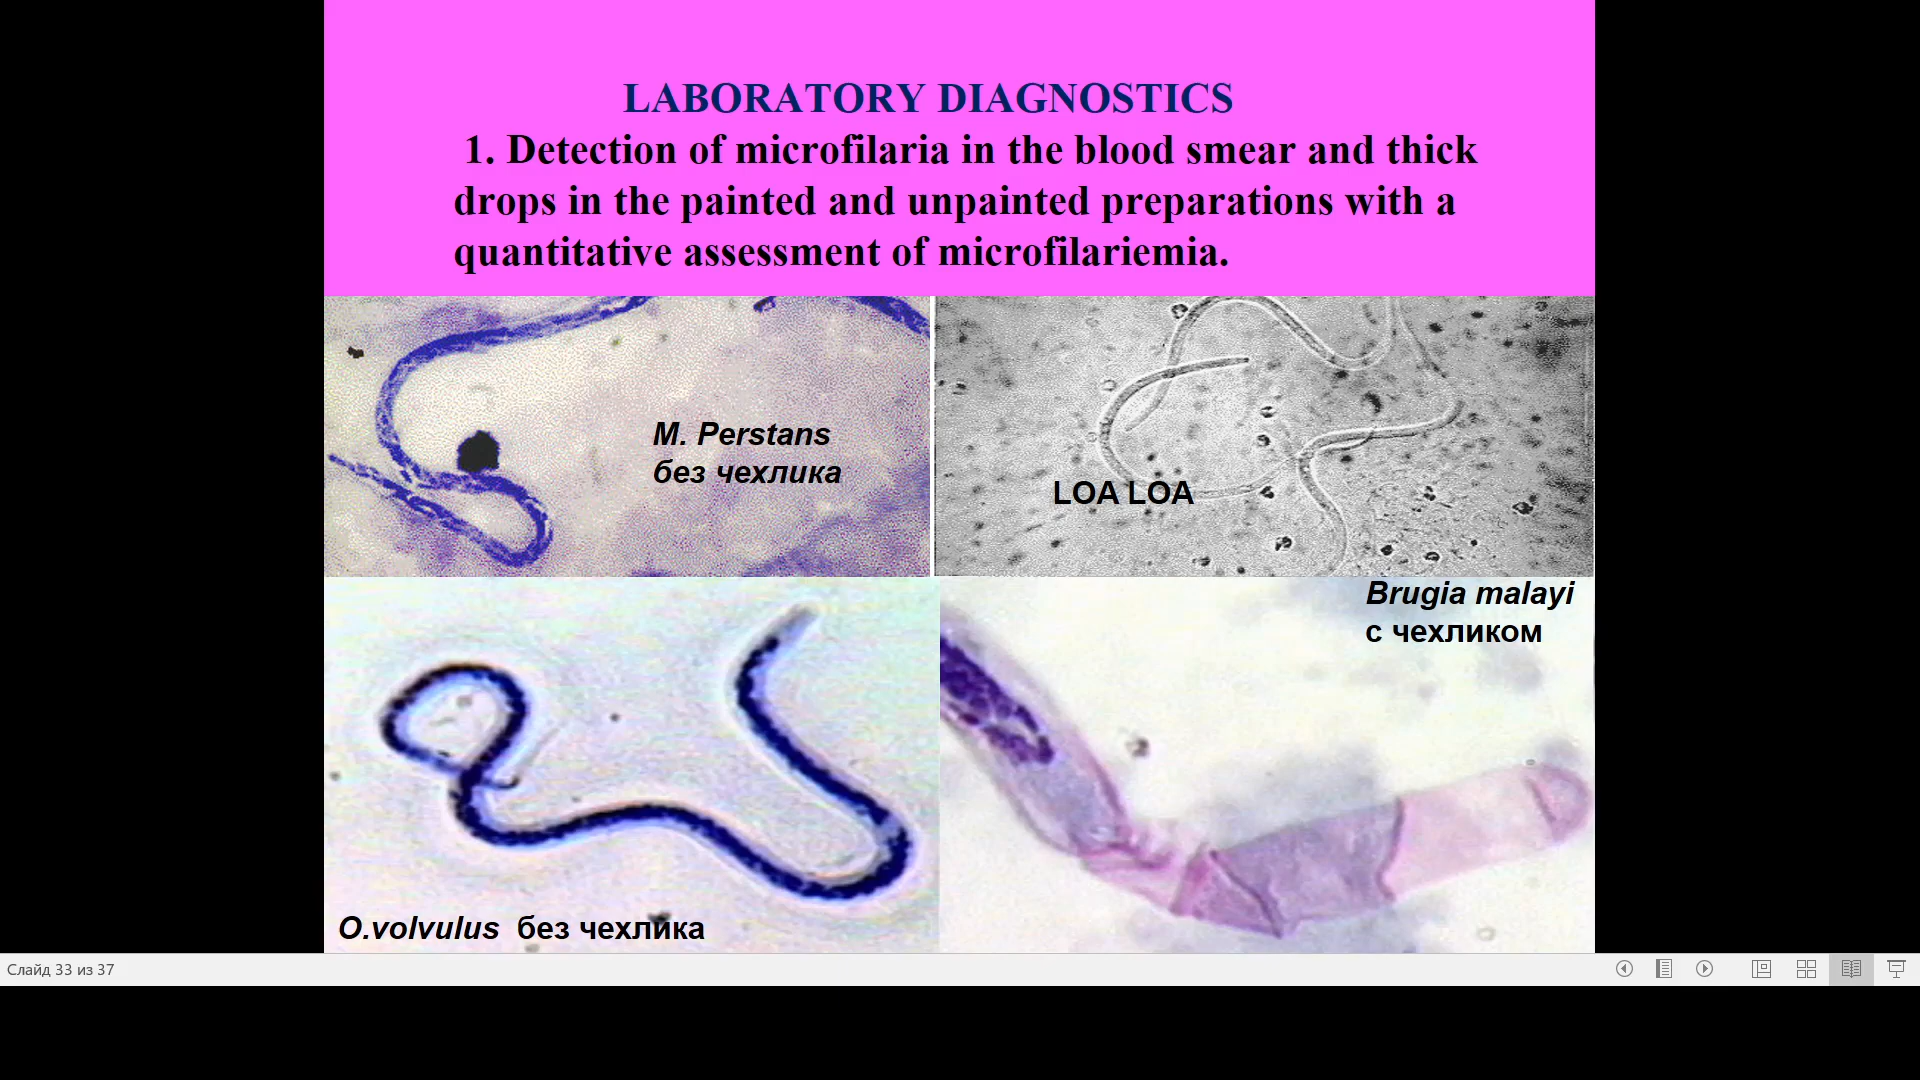 LABORATORY DIAGNOSTICS
1. Detection of microfilaria in the blood smear and thick
drops in the painted and unpainted preparations with a
quantitative assessment of microfilariemia.
M. Perstans
без чехлика
LOA LOA
Brugia malayi
с чехликом
O.volvulus без чехлика
Слайд 33 из 37